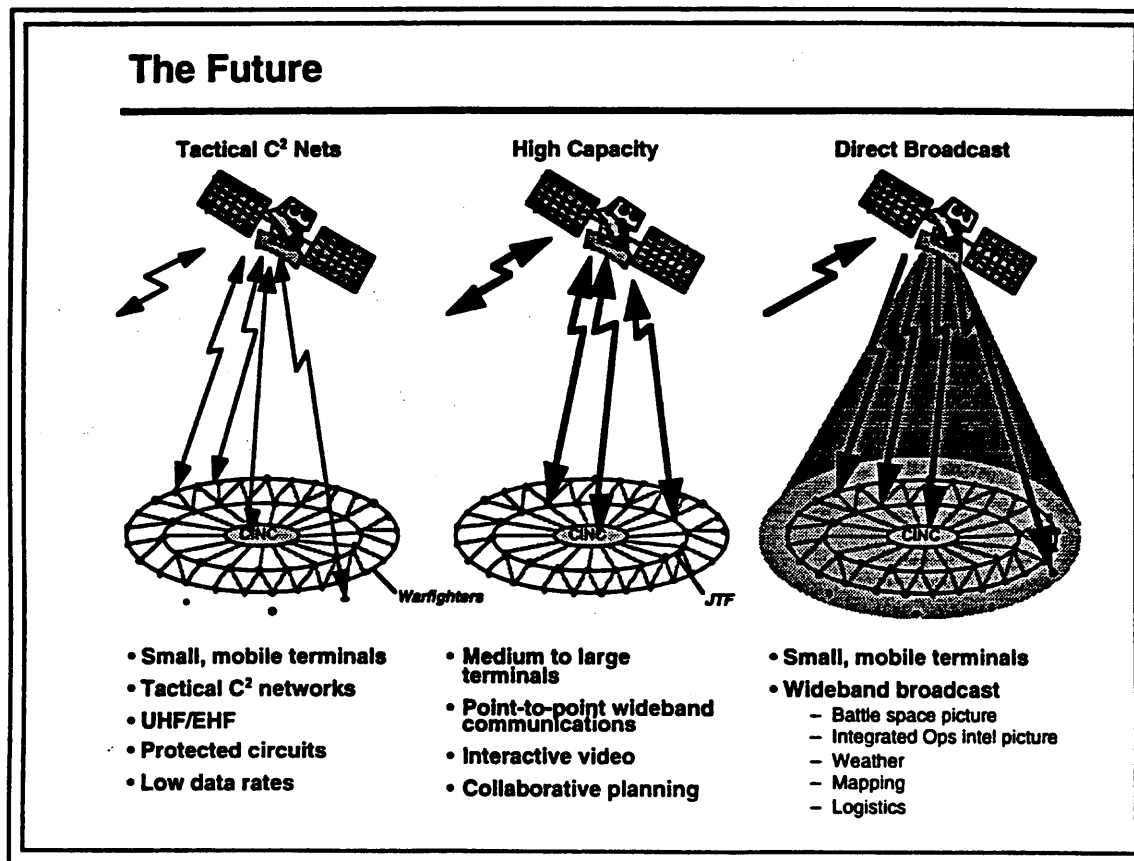 The Future
Tactical C² Nets
CINC
Warfighters
• Small, mobile terminals
• Tactical C² networks
• UHF/EHF
• Protected circuits
• Low data rates
High Capacity
CINC
JTF
• Medium to large
terminals
• Point-to-point wideband
communications
• Interactive video
• Collaborative planning
Direct Broadcast
CINC
• Small, mobile terminals
• Wideband broadcast
– Battle space picture
– Integrated Ops intel picture
– Weather
– Mapping
– Logistics